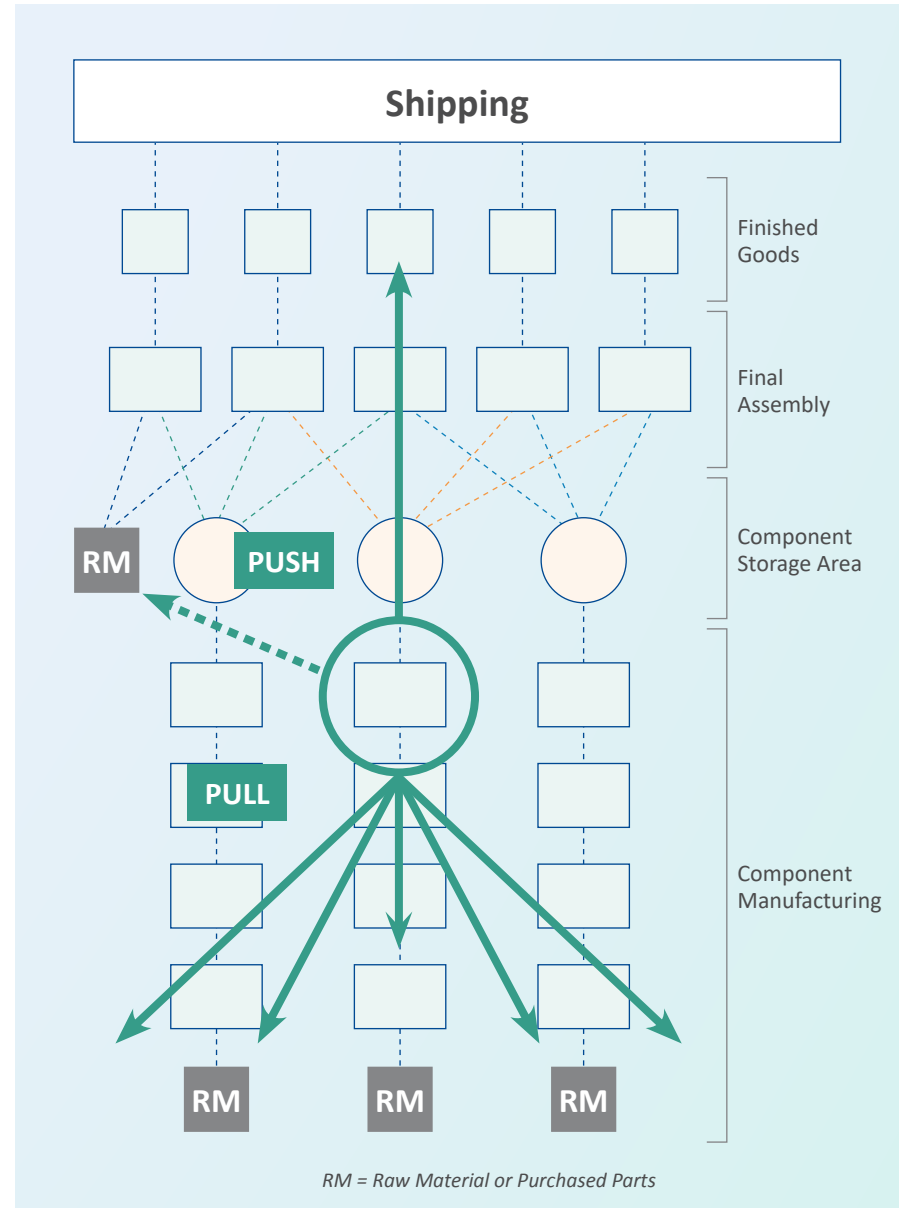 Shipping
Finished
Goods
Final
Assembly
Component
Storage Area
RM
PUSH
PULL
Component
Manufacturing
RM
RM
RM
RM = Raw Material or Purchased Parts